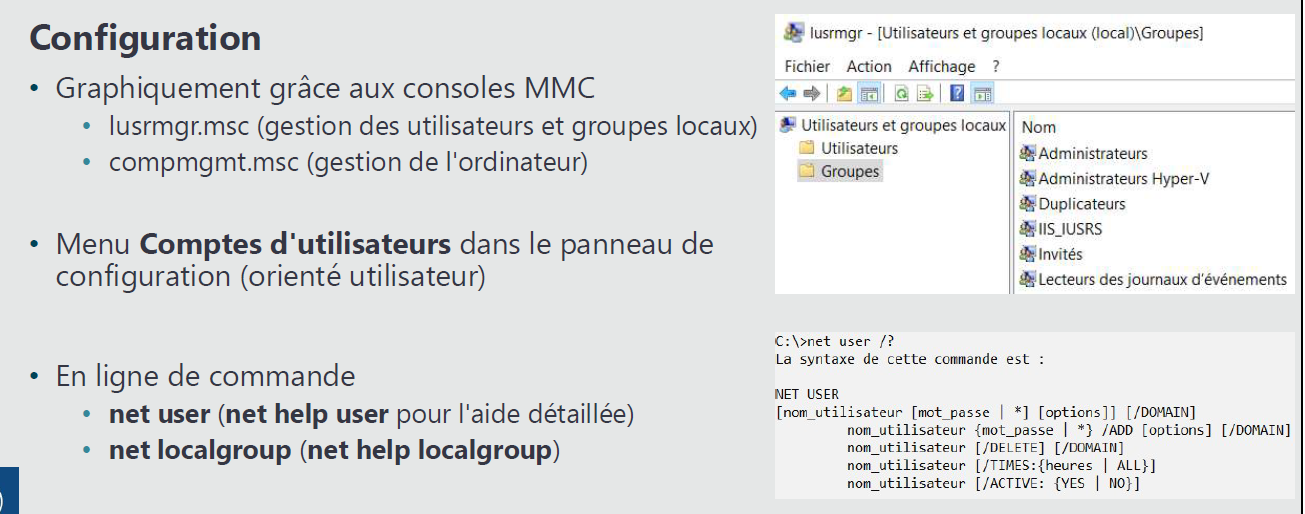 Configuration
• Graphiquement grâce aux consoles MMC
• lusrmgr.msc (gestion des utilisateurs et groupes locaux)
• compmgmt.msc (gestion de l'ordinateur)
• Menu Comptes d'utilisateurs dans le panneau de
configuration (orienté utilisateur)
• En ligne de commande
• net user (net help user pour l'aide détaillée)
• net localgroup (net help localgroup)
lusrmgr - [Utilisateurs et groupes locaux (local)\Groupes]
Fichier Action Affichage ?
Utilisateurs et groupes locaux
Utilisateurs
Groupes
Nom
Administrateurs
Administrateurs Hyper-V
Duplicateurs
IIS_IUSRS
Invités
Lecteurs des journaux d'événements
C:\>net user /?
La syntaxe de cette commande est :
NET USER
[nom_utilisateur [mot_passe | *] [options]] [/DOMAIN]
nom_utilisateur {mot_passe | *} /ADD [options] [/DOMAIN]
nom_utilisateur [/DELETE] [/DOMAIN]
nom_utilisateur [/TIMES:{heures | ALL}]
nom_utilisateur [/ACTIVE: {YES | NO}]